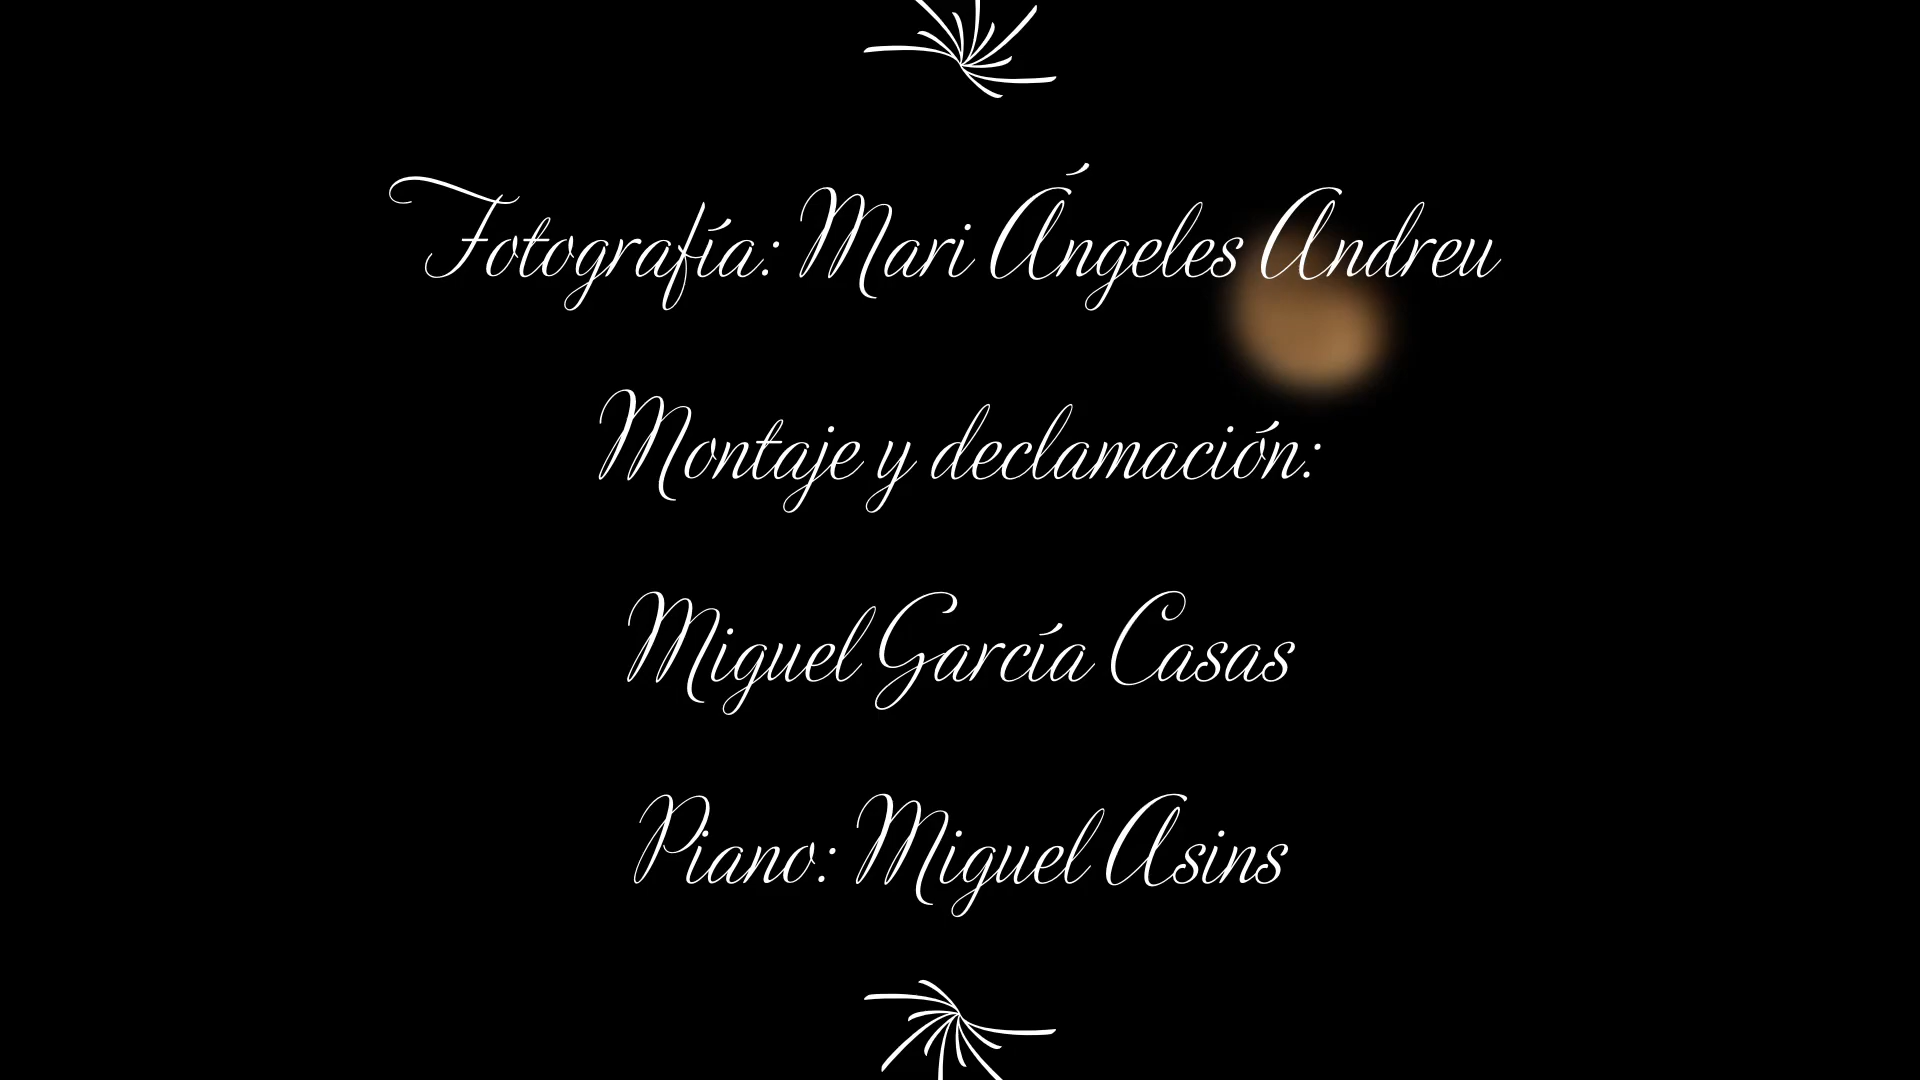 Fotografía: Mari Ángeles Andreu
Montaje y declamación:
Miguel García Casas
Piano: Miguel Asins